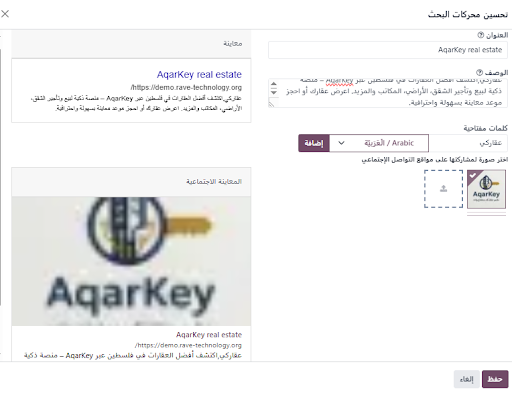 تحسين محركات البحث
العنوان
AqarKey real estate
الوصف
عقاركي,اكتشف أفضل العقارات في فلسطين عبر AqarKey – منصة
ذكية لبيع وتأجير الشقق، الأراضي، المكاتب والمزيد. اعرض عقارك أو احجز
موعد معاينة بسهولة واحترافية.
كلمات مفتاحية
عقاركي
Arabic / الْعَرَبيّة
إضافة
اختر صورة لمشاركتها على مواقع التواصل الإجتماعي
AqarKey
معاينة
AqarKey real estate
https://demo.rave-technology.org/
عقاركي,اكتشف أفضل العقارات في فلسطين عبر AqarKey – منصة ذكية لبيع وتأجير الشقق،
الأراضي، المكاتب والمزيد. اعرض عقارك أو احجز موعد معاينة بسهولة واحترافية.
المعاينة الاجتماعية
AqarKey
AqarKey real estate
https://demo.rave-technology.org/
عقاركي,اكتشف أفضل العقارات في فلسطين عبر AqarKey – منصة ذكية
حفظ
إلغاء